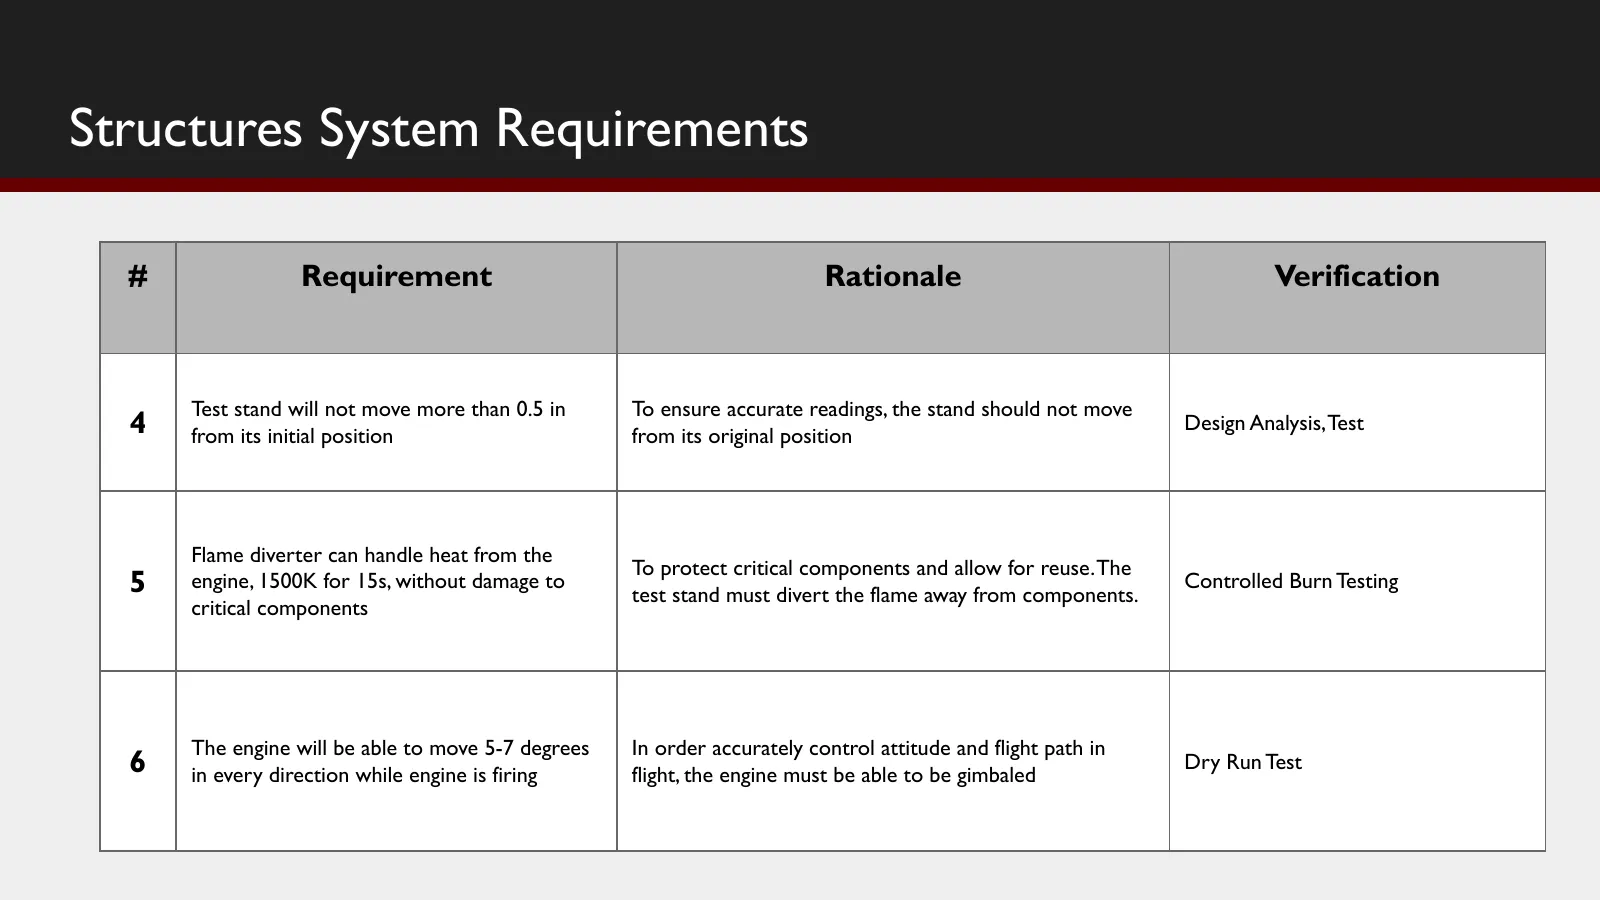 Structures System Requirements
#
Requirement
Rationale
Verification
4
Test stand will not move more than 0.5 in
from its initial position
To ensure accurate readings, the stand should not move
from its original position
Design Analysis, Test
5
Flame diverter can handle heat from the
engine, 1500K for 15s, without damage to
critical components
To protect critical components and allow for reuse. The
test stand must divert the flame away from components.
Controlled Burn Testing
6
The engine will be able to move 5-7 degrees
in every direction while engine is firing
In order accurately control attitude and flight path in
flight, the engine must be able to be gimbaled
Dry Run Test